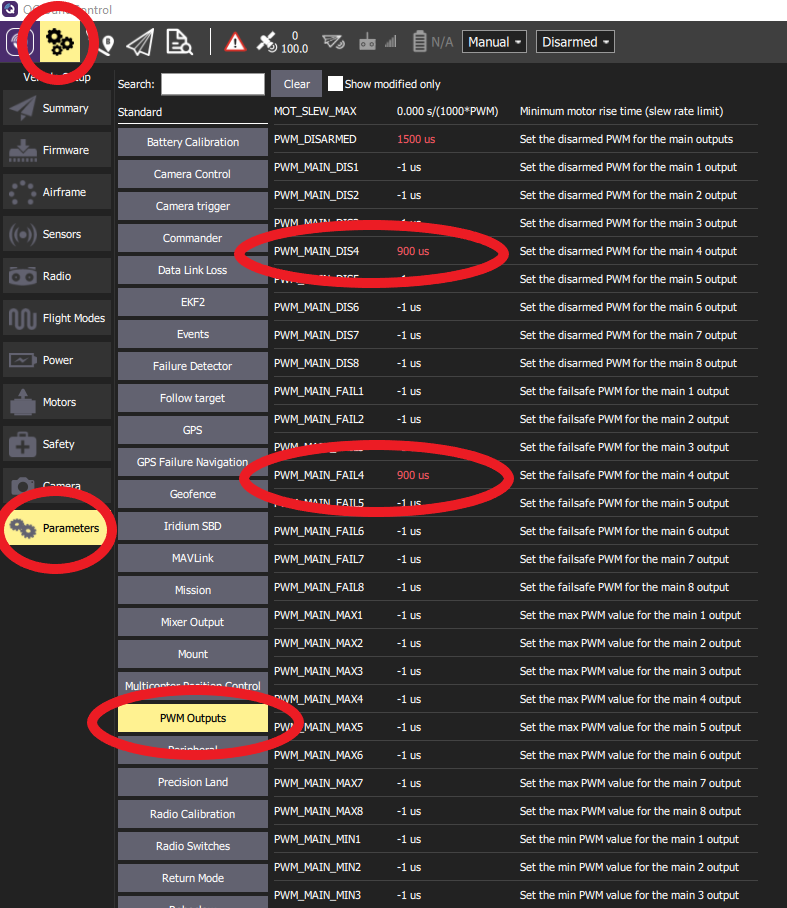 QGroundControl
0
100.0
N/A
Manual
Disarmed
Vehicle Setup
Summary
Firmware
Airframe
Sensors
Radio
Flight Modes
Power
Motors
Safety
Camera
Parameters
Search:
Clear
Show modified only
Standard
Battery Calibration
Camera Control
Camera trigger
Commander
Data Link Loss
EKF2
Events
Failure Detector
Follow target
GPS
GPS Failure Navigation
Geofence
Iridium SBD
MAVLink
Mission
Mixer Output
Mount
Multicopter Position Control
PWM Outputs
Peripheral
Precision Land
Radio Calibration
Radio Switches
Return Mode
MOT_SLEW_MAX 0.000 s/(1000*PWM) Minimum motor rise time (slew rate limit)
PWM_DISARMED 1500 us Set the disarmed PWM for the main outputs
PWM_MAIN_DIS1 -1 us Set the disarmed PWM for the main 1 output
PWM_MAIN_DIS2 -1 us Set the disarmed PWM for the main 2 output
PWM_MAIN_DIS3 -1 us Set the disarmed PWM for the main 3 output
PWM_MAIN_DIS4 900 us Set the disarmed PWM for the main 4 output
PWM_MAIN_DIS5 -1 us Set the disarmed PWM for the main 5 output
PWM_MAIN_DIS6 -1 us Set the disarmed PWM for the main 6 output
PWM_MAIN_DIS7 -1 us Set the disarmed PWM for the main 7 output
PWM_MAIN_DIS8 -1 us Set the disarmed PWM for the main 8 output
PWM_MAIN_FAIL1 -1 us Set the failsafe PWM for the main 1 output
PWM_MAIN_FAIL2 -1 us Set the failsafe PWM for the main 2 output
-1 us Set the failsafe PWM for the main 3 output
PWM_MAIN_FAIL4 900 us Set the failsafe PWM for the main 4 output
PWM_MAIN_FAIL5 -1 us Set the failsafe PWM for the main 5 output
PWM_MAIN_FAIL6 -1 us Set the failsafe PWM for the main 6 output
PWM_MAIN_FAIL7 -1 us Set the failsafe PWM for the main 7 output
PWM_MAIN_FAIL8 -1 us Set the failsafe PWM for the main 8 output
PWM_MAIN_MAX1 -1 us Set the max PWM value for the main 1 output
PWM_MAIN_MAX2 -1 us Set the max PWM value for the main 2 output
PWM_MAIN_MAX3 -1 us Set the max PWM value for the main 3 output
PWM_MAIN_MAX4 -1 us Set the max PWM value for the main 4 output
PWM_MAIN_MAX5 -1 us Set the max PWM value for the main 5 output
PWM_MAIN_MAX6 -1 us Set the max PWM value for the main 6 output
PWM_MAIN_MAX7 -1 us Set the max PWM value for the main 7 output
PWM_MAIN_MAX8 -1 us Set the max PWM value for the main 8 output
PWM_MAIN_MIN1 -1 us Set the min PWM value for the main 1 output
PWM_MAIN_MIN2 -1 us Set the min PWM value for the main 2 output
PWM_MAIN_MIN3 -1 us Set the min PWM value for the main 3 output